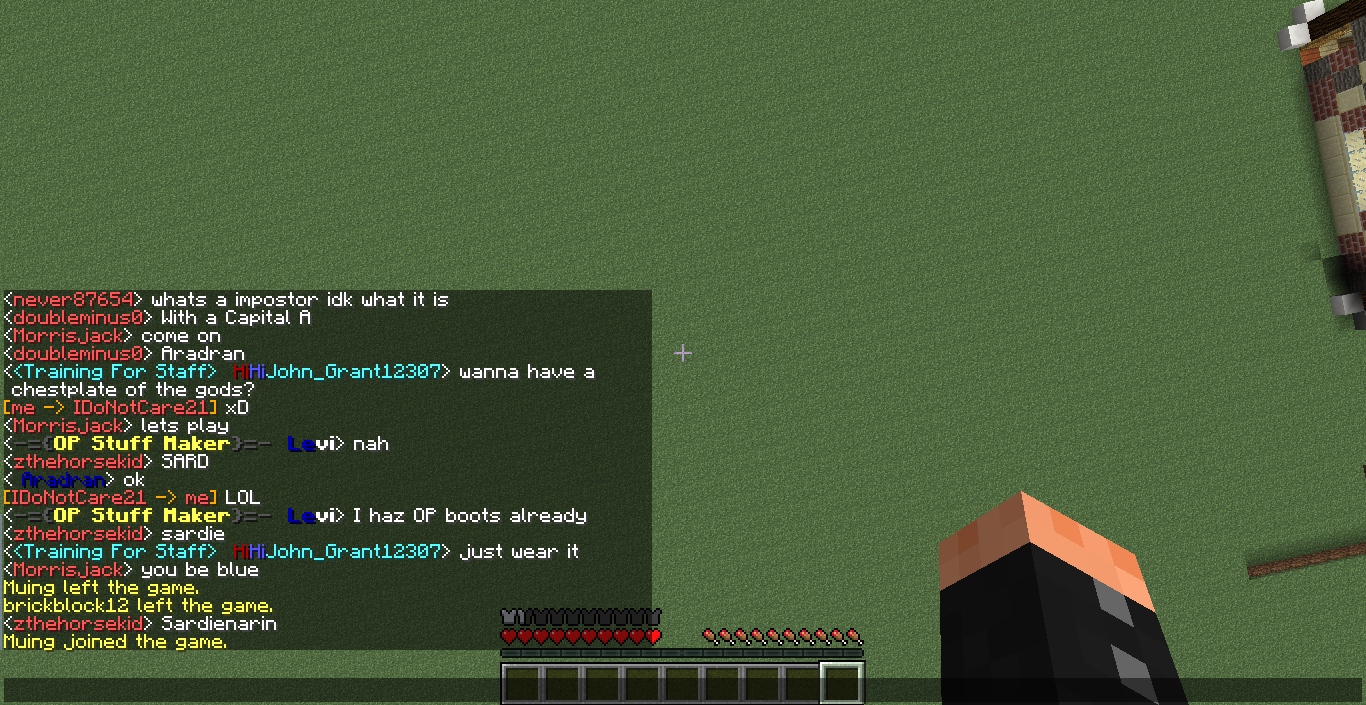 <never87654> whats a impostor idk what it is
<doubleminus0> With a Capital A
<Morrisjack> come on
<doubleminus0> Aradran
<<Training For Staff> HiHiJohn_Grant12307> wanna have a
chestplate of the gods?
[me -> IDoNotCare21] xD
<Morrisjack> lets play
<-={OP Stuff Maker}=- Levi> nah
<zthehorsekid> SARD
< Aradran> ok
[IDoNotCare21 -> me] LOL
<-={OP Stuff Maker}=- Levi> I haz OP boots already
<zthehorsekid> sardie
<<Training For Staff> HiHiJohn_Grant12307> just wear it
<Morrisjack> you be blue
Muing left the game.
brickblock12 left the game.
<zthehorsekid> Sardienarin
Muing joined the game.